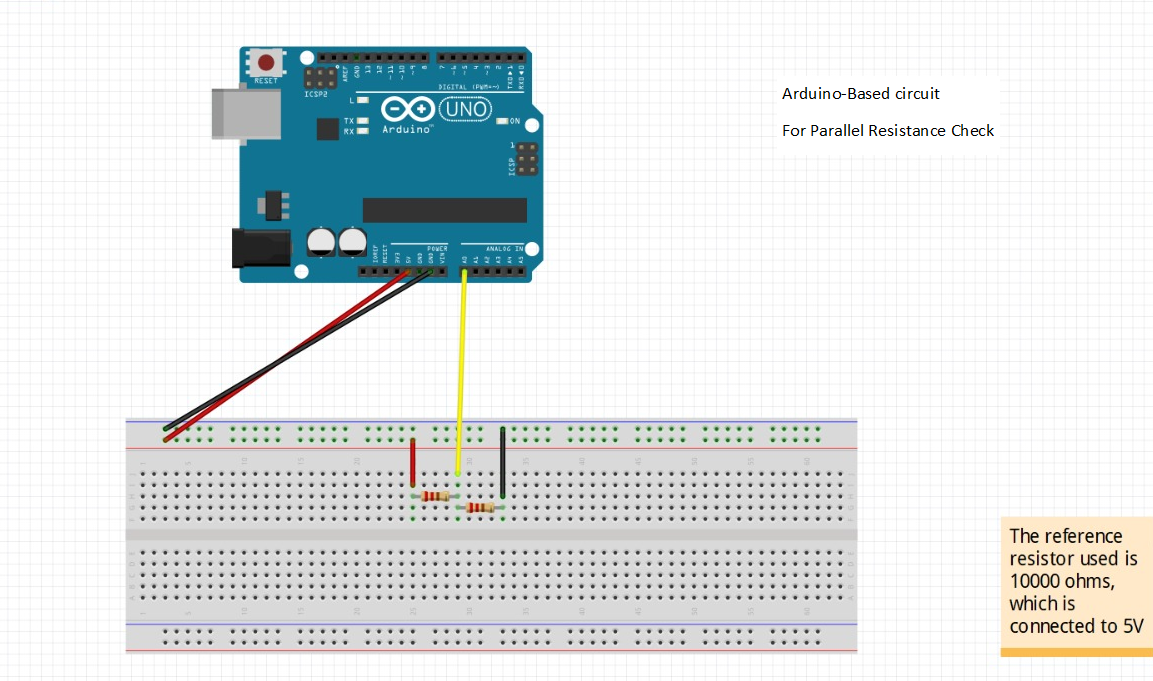 Arduino-Based circuit
For Parallel Resistance Check
RESET
ICSP2
AREF
GND
13
12
~11
~10
~9
8
7
~6
~5
4
~3
2
TXD▶1
RXD◀0
DIGITAL (PWM=~)
L
TX
RX
UNO
Arduino™
ON
1
ICSP
POWER
ANALOG IN
IOREF
RESET
3V3
5V
GND
GND
VIN
A0
A1
A2
A3
A4
A5
The reference
resistor used is
10000 ohms,
which is
connected to 5V